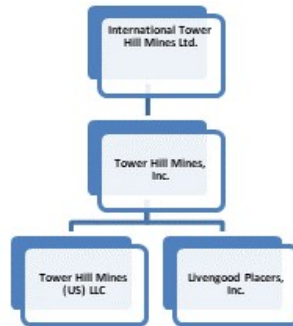 International Tower
Hill Mines Ltd.
Tower Hill Mines,
Inc.
Tower Hill Mines
(US) LLC
Livengood Placers,
Inc.